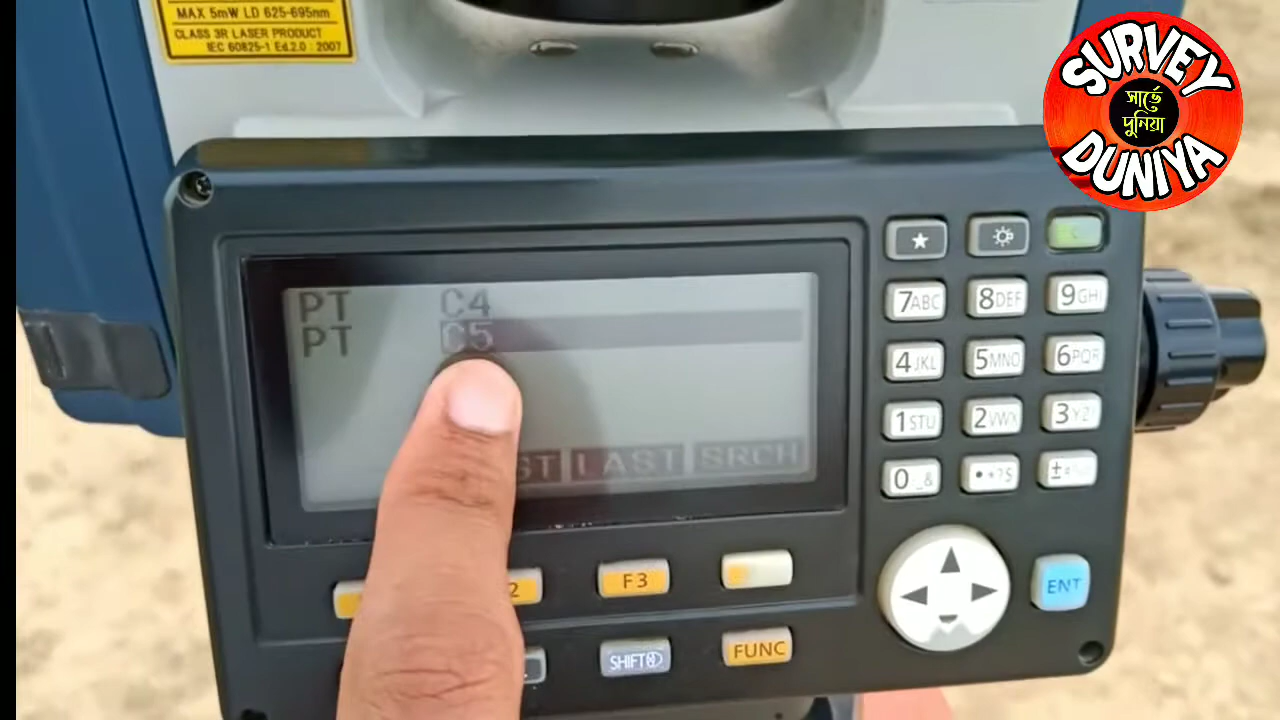 MAX 5mW LD 625-695nm
CLASS 3R LASER PRODUCT
IEC 60825-1 Ed.2.0 : 2007
SURVEY
সার্ভে
দুনিয়া
DUNIYA
PT C4
PT C5
ST LAST SRCH
★
7ABC 8DEF 9GHI
4JKL 5MNO 6PQR
1STU 2VWX 3YZ
0 _&
• *?$
±
2 F3
ENT
SHIFT FUNC